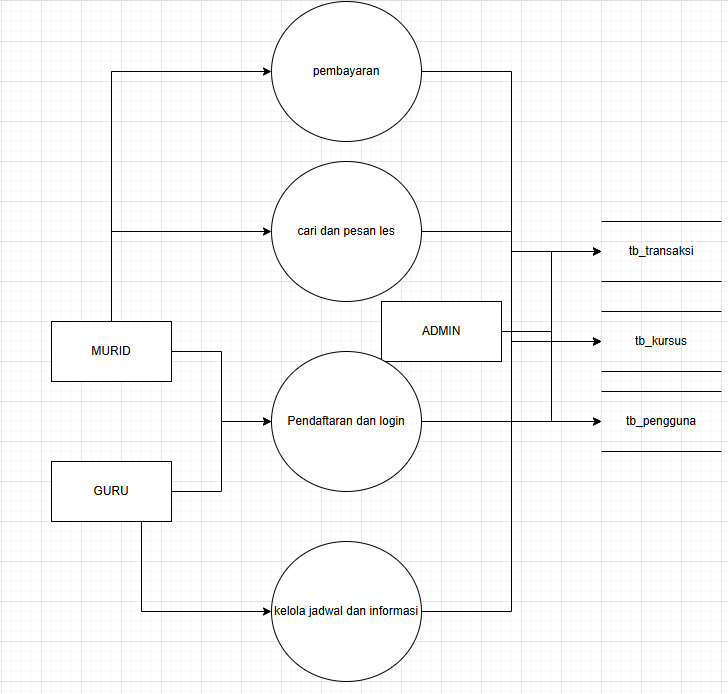 pembayaran
cari dan pesan les
tb_transaksi
ADMIN
tb_kursus
MURID
Pendaftaran dan login
tb_pengguna
GURU
kelola jadwal dan informasi